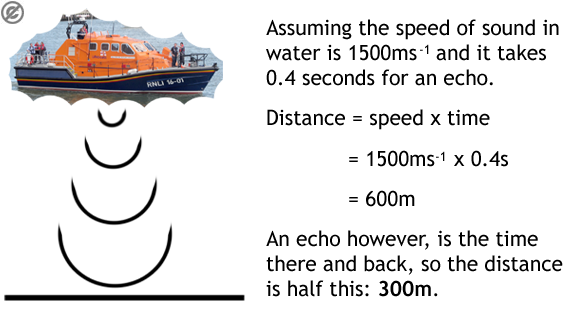 Assuming the speed of sound in
water is 1500ms⁻¹ and it takes
0.4 seconds for an echo.
Distance = speed x time
= 1500ms⁻¹ x 0.4s
= 600m
An echo however, is the time
there and back, so the distance
is half this: 300m.
RNLI 16-01